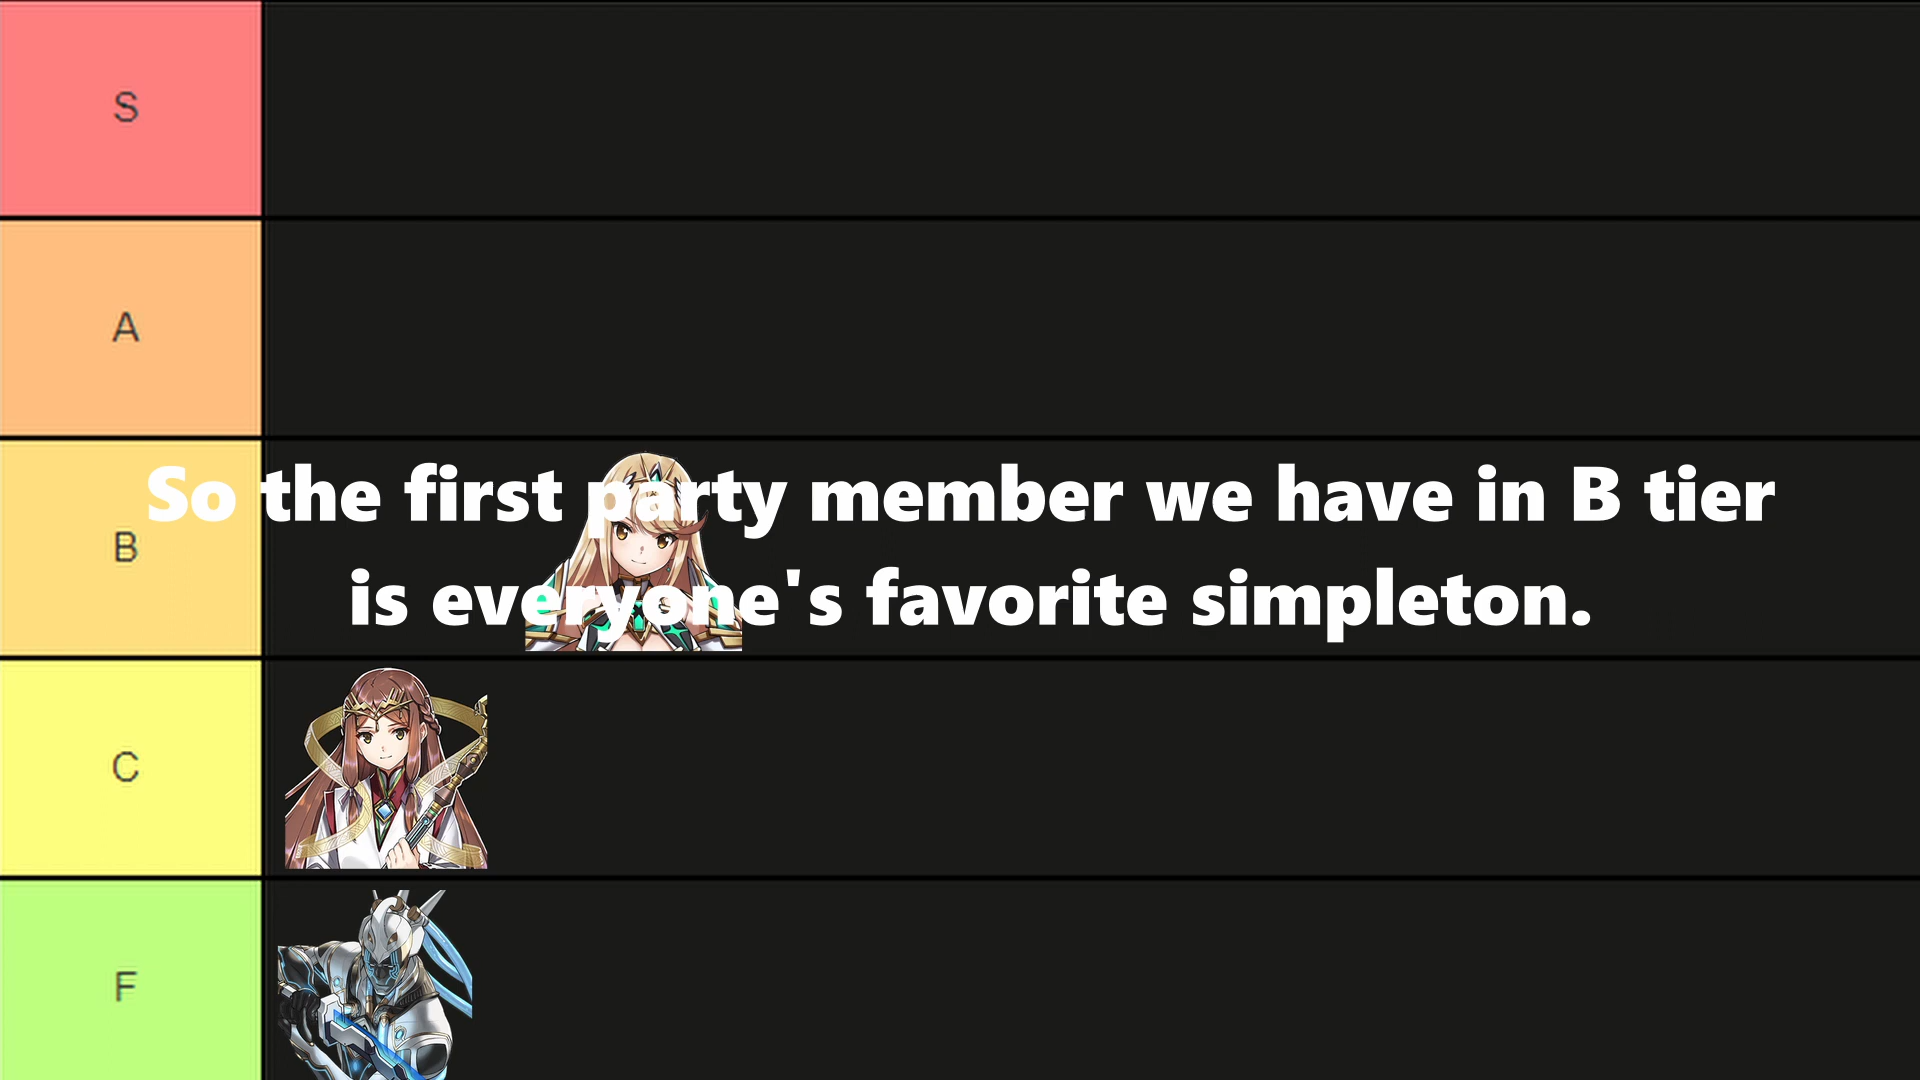 S
A
B
So the first party member we have in B tier
is everyone's favorite simpleton.
C
F